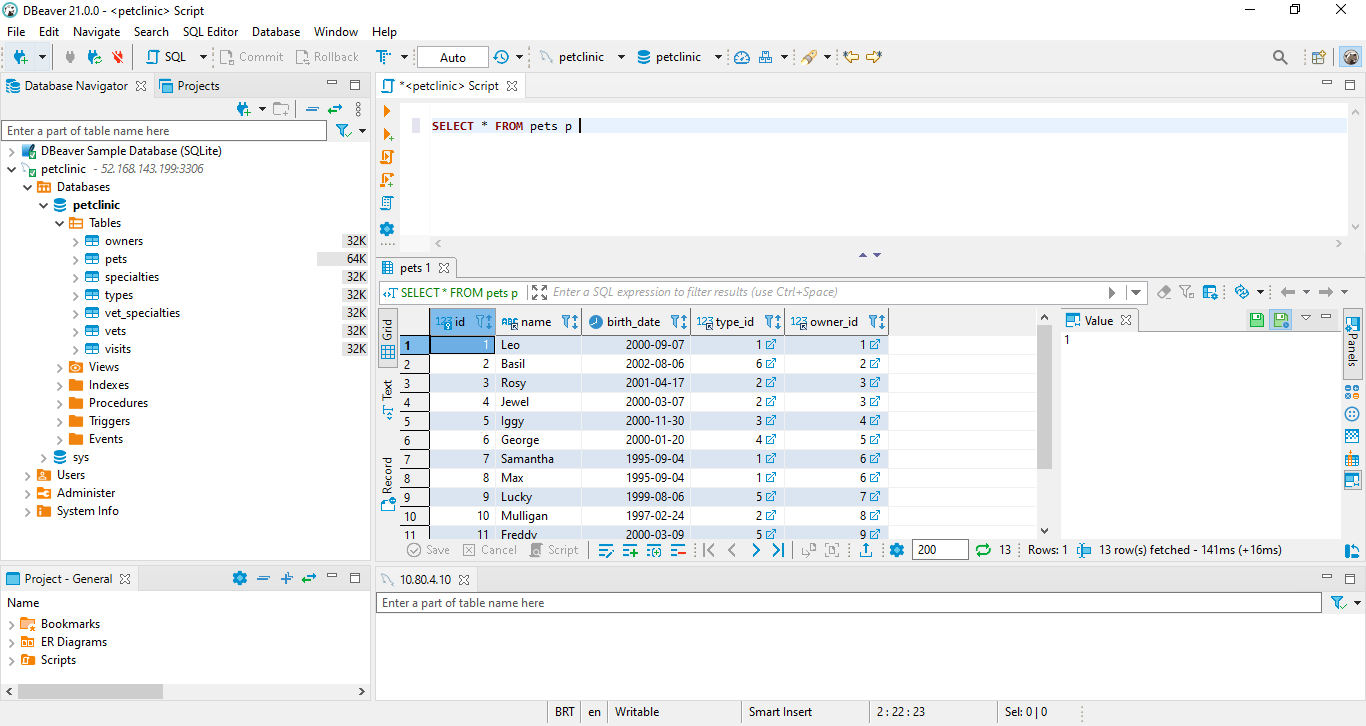 DBeaver 21.0.0 - <petclinic> Script
File Edit Navigate Search SQL Editor Database Window Help
SQL Commit Rollback Auto petclinic petclinic
Database Navigator Projects
Enter a part of table name here
DBeaver Sample Database (SQLite)
petclinic - 52.168.143.199:3306
Databases
petclinic
Tables
owners 32K
pets 64K
specialties 32K
types 32K
vet_specialties 32K
vets 32K
visits 32K
Views
Indexes
Procedures
Triggers
Events
sys
Users
Administer
System Info
Project - General
Name
Bookmarks
ER Diagrams
Scripts
*<petclinic> Script
SELECT * FROM pets p
pets 1
SELECT * FROM pets p Enter a SQL expression to filter results (use Ctrl+Space)
Grid
Text
Record
123 id ABC name birth_date 123 type_id 123 owner_id
1 1 Leo 2000-09-07 1 1
2 2 Basil 2002-08-06 6 2
3 3 Rosy 2001-04-17 2 3
4 4 Jewel 2000-03-07 2 3
5 5 Iggy 2000-11-30 3 4
6 6 George 2000-01-20 4 5
7 7 Samantha 1995-09-04 1 6
8 8 Max 1995-09-04 1 6
9 9 Lucky 1999-08-06 5 7
10 10 Mulligan 1997-02-24 2 8
11 11 Freddy 2000-03-09 5 9
Value
1
Panels
Save Cancel Script 200 13 Rows: 1 13 row(s) fetched - 141ms (+16ms)
10.80.4.10
Enter a part of table name here
BRT en Writable Smart Insert 2 : 22 : 23 Sel: 0 | 0